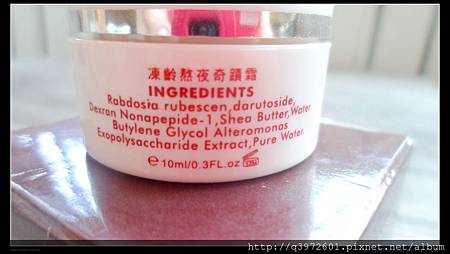 凍齡熬夜奇蹟霜
INGREDIENTS
Rabdosia rubescen,darutoside,
Dexran Nonapepide-1,Shea Butter,Water
Butylene Glycol Alteromonas
Exopolysaccharide Extract,Pure Water.
℮10ml/0.3FL.oz 12M
http://q3972601.pixnet.net/album